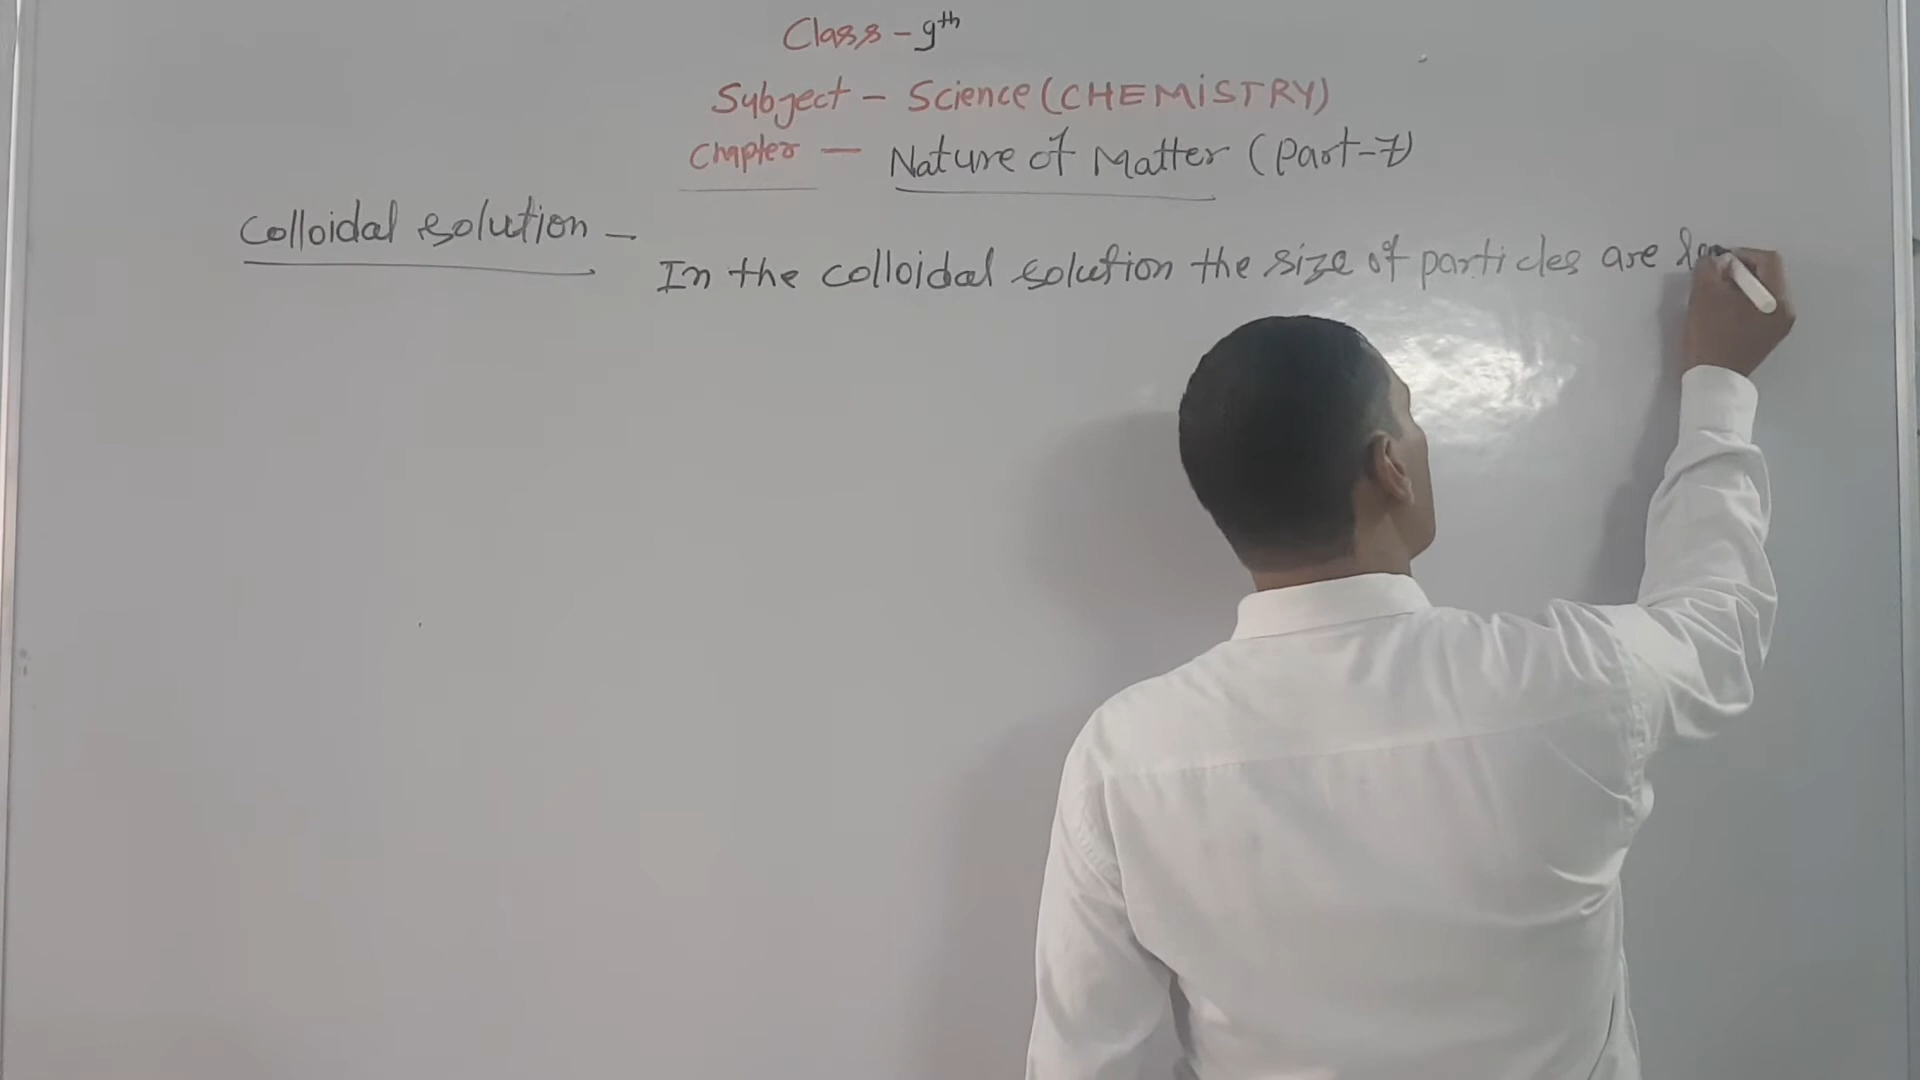 Class - 9th
Subject - Science (CHEMISTRY)
Chapter - Nature of Matter (Part-7)
Colloidal solution -
In the colloidal solution the size of particles are